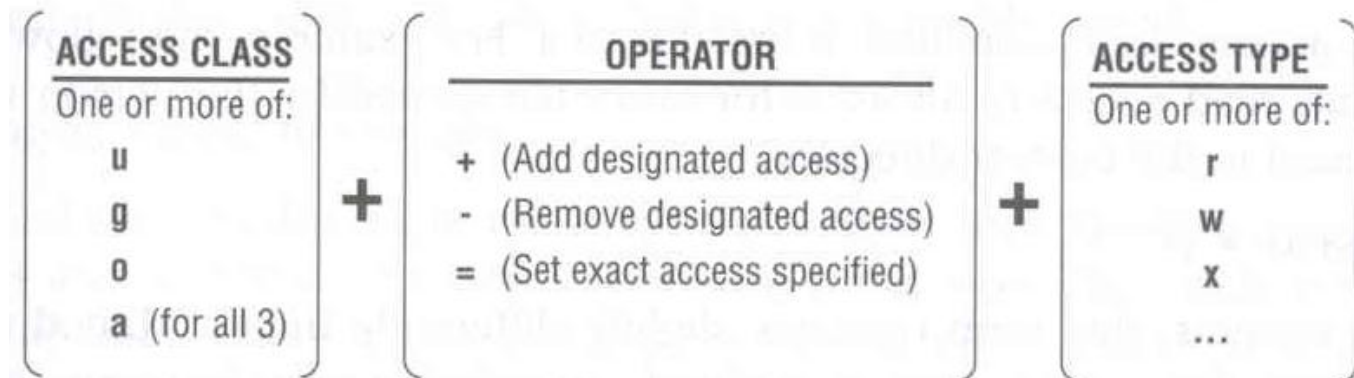 ACCESS CLASS
One or more of:
u
g
o
a (for all 3)
+
OPERATOR
+ (Add designated access)
- (Remove designated access)
= (Set exact access specified)
+
ACCESS TYPE
One or more of:
r
w
x
...